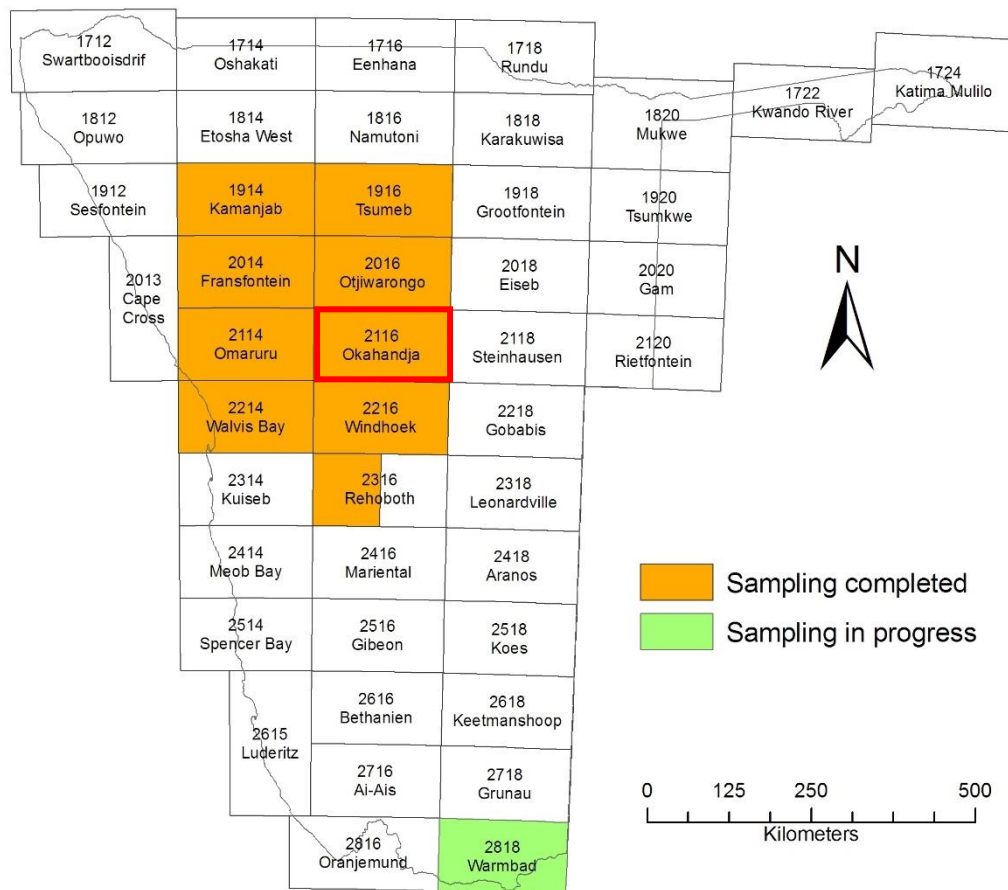 1712
Swartbooisdrif
1714
Oshakati
1716
Eenhana
1718
Rundu
1722
Kwando River
1724
Katima Mulilo
1812
Opuwo
1814
Etosha West
1816
Namutoni
1818
Karakuwisa
1820
Mukwe
1912
Sesfontein
1914
Kamanjab
1916
Tsumeb
1918
Grootfontein
1920
Tsumkwe
2013
Cape
Cross
2014
Fransfontein
2016
Otjiwarongo
2018
Eiseb
2020
Gam
N
2114
Omaruru
2116
Okahandja
2118
Steinhausen
2120
Rietfontein
2214
Walvis Bay
2216
Windhoek
2218
Gobabis
2314
Kuiseb
2316
Rehoboth
2318
Leonardville
2414
Meob Bay
2416
Mariental
2418
Aranos
2514
Spencer Bay
2516
Gibeon
2518
Koes
Sampling completed
Sampling in progress
2615
Luderitz
2616
Bethanien
2618
Keetmanshoop
2716
Ai-Ais
2718
Grunau
0 125 250 500
Kilometers
2816
Oranjemund
2818
Warmbad